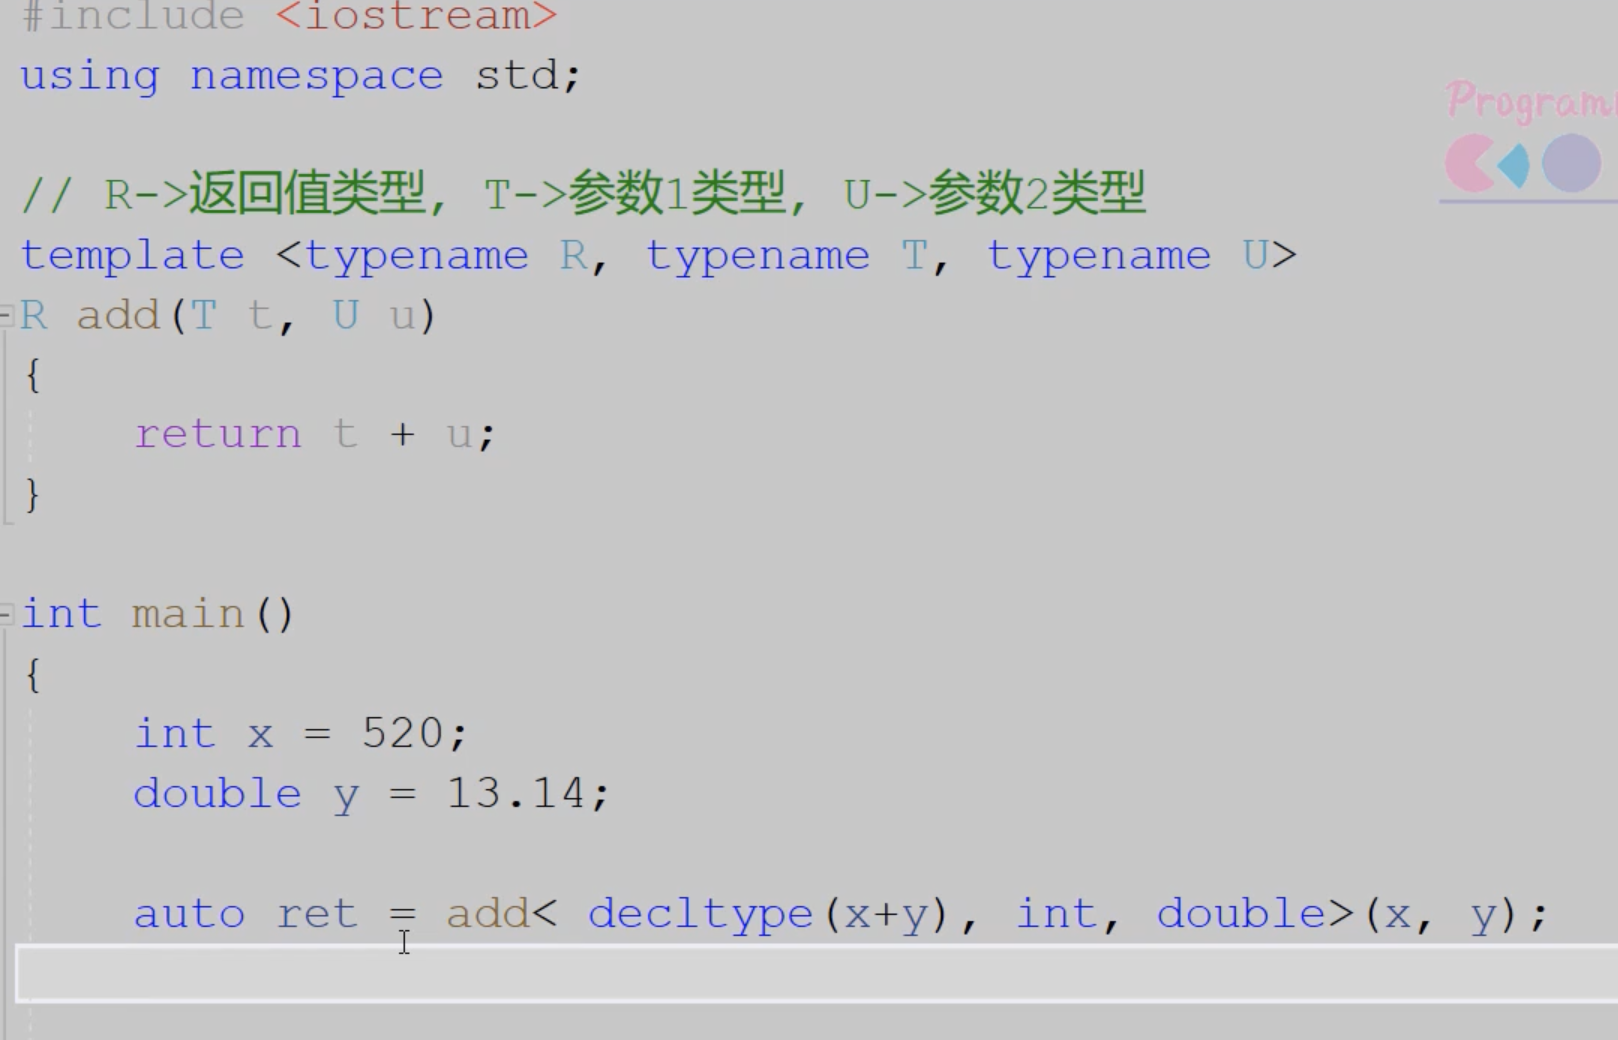 #include <iostream>
using namespace std;
// R->返回值类型, T->参数1类型, U->参数2类型
template <typename R, typename T, typename U>
R add(T t, U u)
{
    return t + u;
}
int main()
{
    int x = 520;
    double y = 13.14;
    auto ret = add< decltype(x+y), int, double>(x, y);